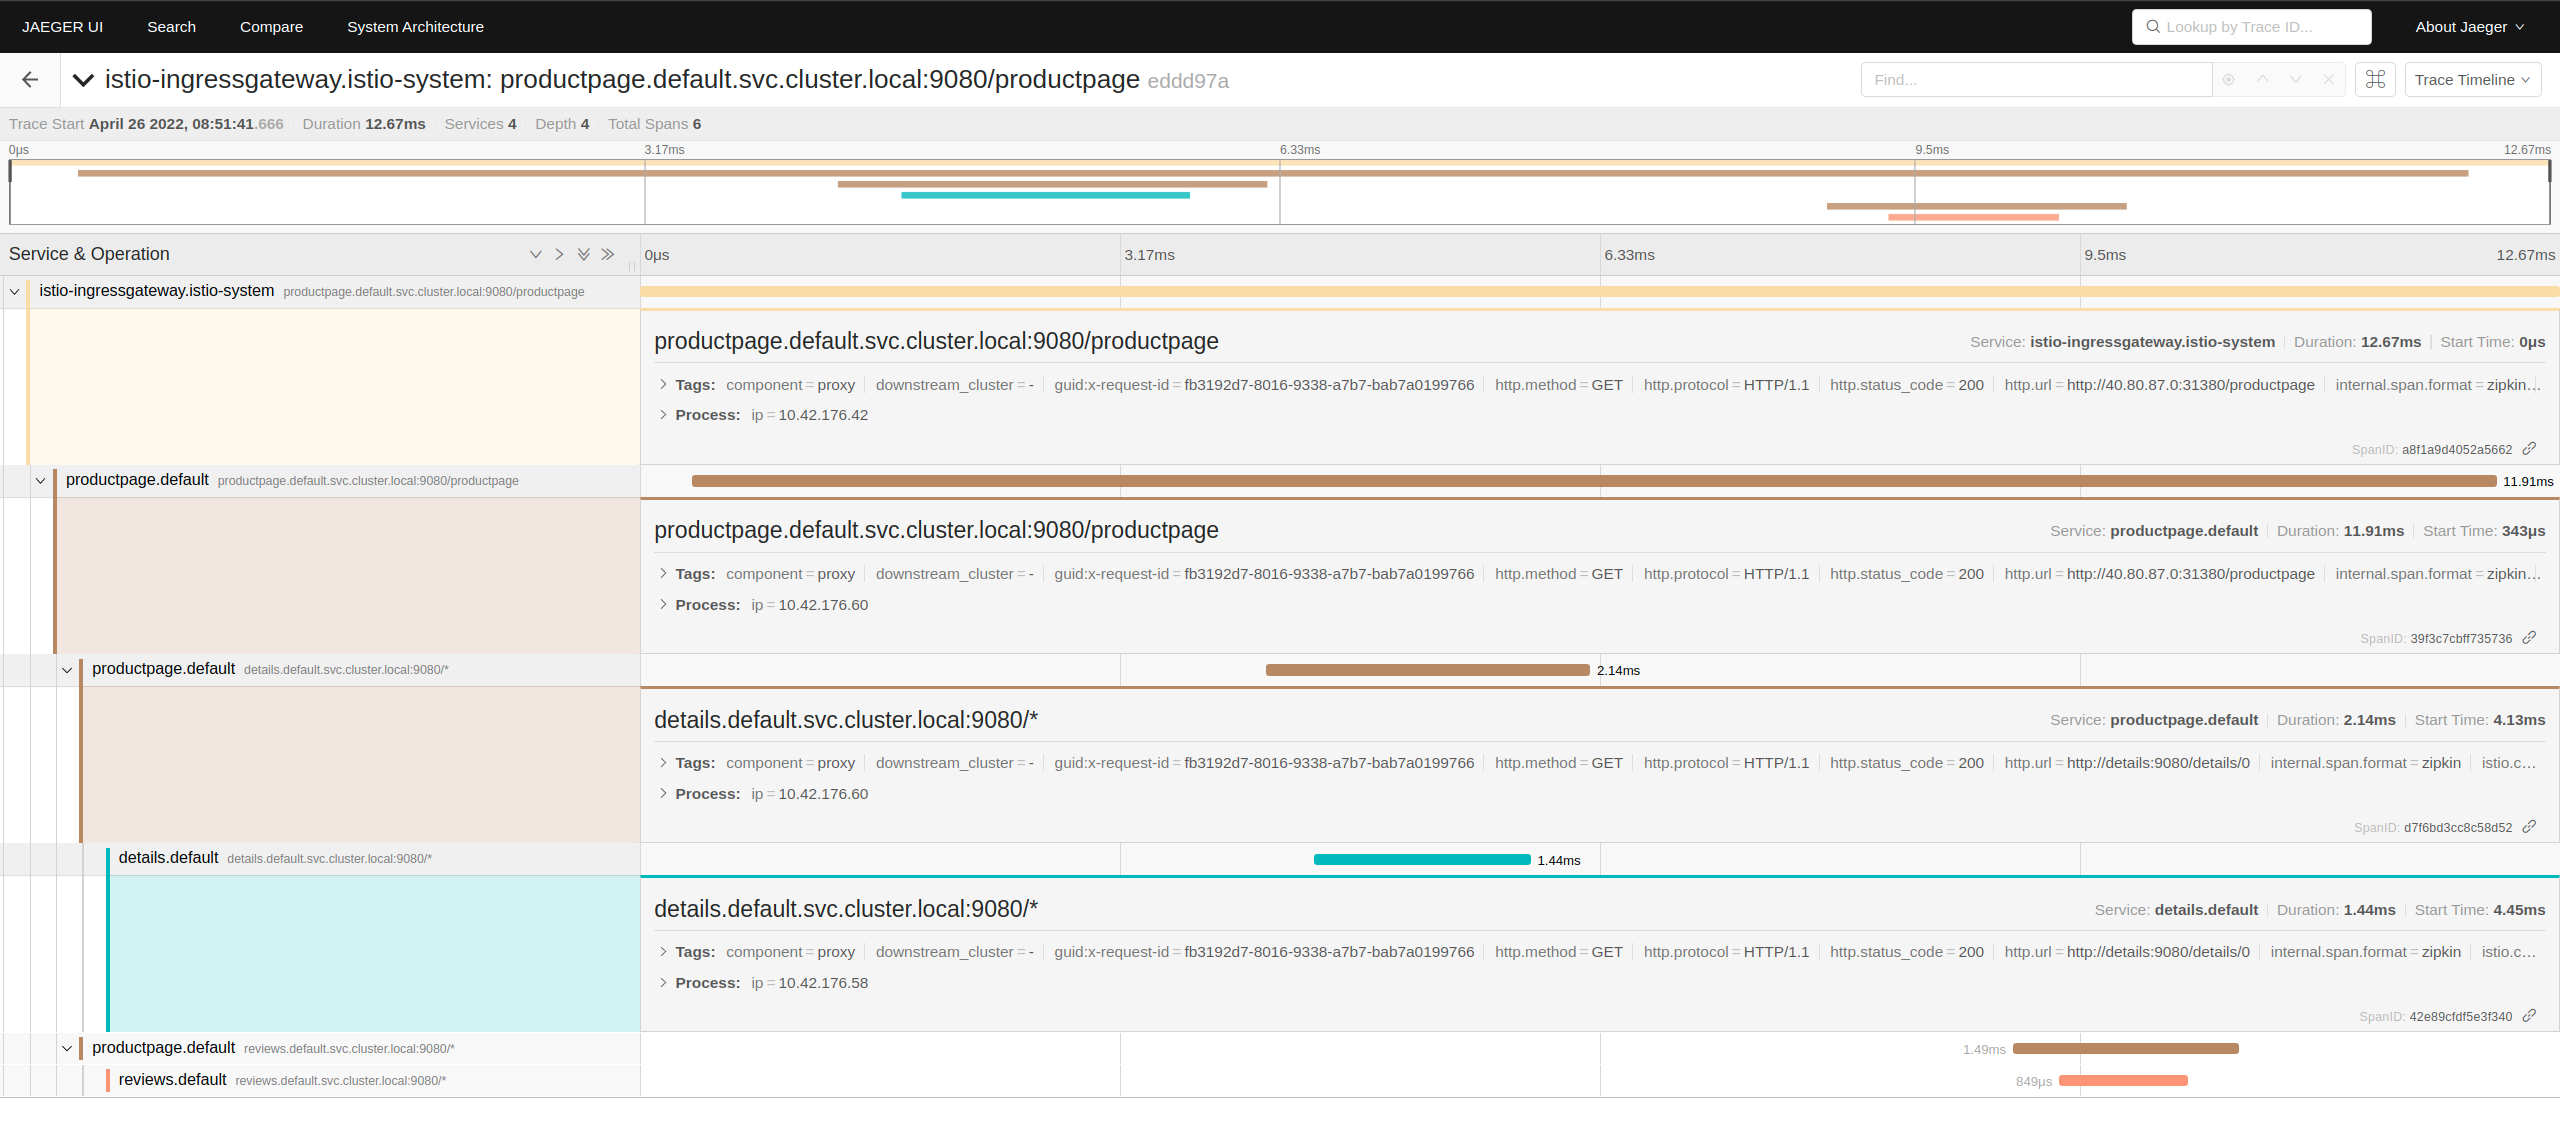 JAEGER UI Search Compare System Architecture Lookup by Trace ID... About Jaeger
istio-ingressgateway.istio-system: productpage.default.svc.cluster.local:9080/productpage eddd97a Find... Trace Timeline
Trace Start April 26 2022, 08:51:41.666 Duration 12.67ms Services 4 Depth 4 Total Spans 6
0μs 3.17ms 6.33ms 9.5ms 12.67ms
Service & Operation 0μs 3.17ms 6.33ms 9.5ms 12.67ms
istio-ingressgateway.istio-system productpage.default.svc.cluster.local:9080/productpage
productpage.default.svc.cluster.local:9080/productpage Service: istio-ingressgateway.istio-system Duration: 12.67ms Start Time: 0μs
Tags: component = proxy downstream_cluster = - guid:x-request-id = fb3192d7-8016-9338-a7b7-bab7a0199766 http.method = GET http.protocol = HTTP/1.1 http.status_code = 200 http.url = http://40.80.87.0:31380/productpage internal.span.format = zipkin...
Process: ip = 10.42.176.42
SpanID: a8f1a9d4052a5662
productpage.default productpage.default.svc.cluster.local:9080/productpage 11.91ms
productpage.default.svc.cluster.local:9080/productpage Service: productpage.default Duration: 11.91ms Start Time: 343μs
Tags: component = proxy downstream_cluster = - guid:x-request-id = fb3192d7-8016-9338-a7b7-bab7a0199766 http.method = GET http.protocol = HTTP/1.1 http.status_code = 200 http.url = http://40.80.87.0:31380/productpage internal.span.format = zipkin...
Process: ip = 10.42.176.60
SpanID: 39f3c7cbff735736
productpage.default details.default.svc.cluster.local:9080/* 2.14ms
details.default.svc.cluster.local:9080/* Service: productpage.default Duration: 2.14ms Start Time: 4.13ms
Tags: component = proxy downstream_cluster = - guid:x-request-id = fb3192d7-8016-9338-a7b7-bab7a0199766 http.method = GET http.protocol = HTTP/1.1 http.status_code = 200 http.url = http://details:9080/details/0 internal.span.format = zipkin istio.c...
Process: ip = 10.42.176.60
SpanID: d7f6bd3cc8c58d52
details.default details.default.svc.cluster.local:9080/* 1.44ms
details.default.svc.cluster.local:9080/* Service: details.default Duration: 1.44ms Start Time: 4.45ms
Tags: component = proxy downstream_cluster = - guid:x-request-id = fb3192d7-8016-9338-a7b7-bab7a0199766 http.method = GET http.protocol = HTTP/1.1 http.status_code = 200 http.url = http://details:9080/details/0 internal.span.format = zipkin istio.c...
Process: ip = 10.42.176.58
SpanID: 42e89cfdf5e3f340
productpage.default reviews.default.svc.cluster.local:9080/* 1.49ms
reviews.default reviews.default.svc.cluster.local:9080/* 849μs